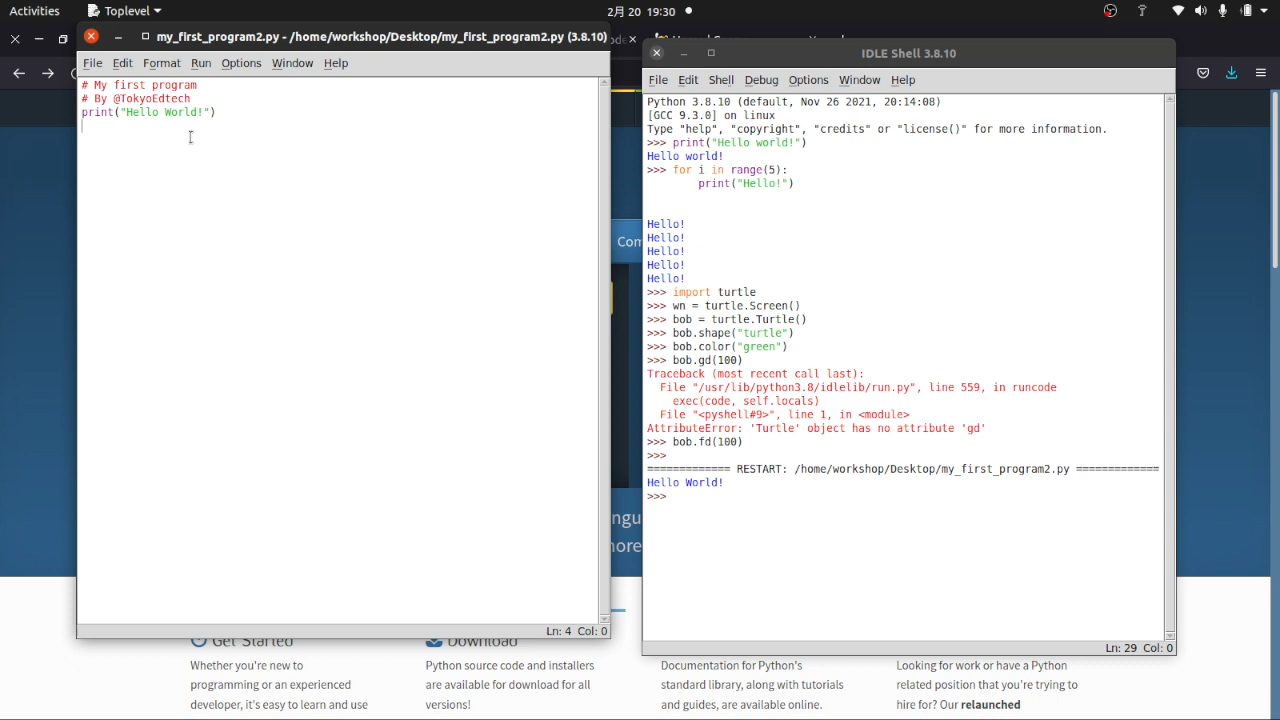 Activities
Toplevel
2月 20 19:30
my_first_program2.py - /home/workshop/Desktop/my_first_program2.py (3.8.10)
File Edit Format Run Options Window Help
# My first program
# By @TokyoEdtech
print("Hello World!")
Ln: 4 Col: 0
IDLE Shell 3.8.10
File Edit Shell Debug Options Window Help
Python 3.8.10 (default, Nov 26 2021, 20:14:08)
[GCC 9.3.0] on linux
Type "help", "copyright", "credits" or "license()" for more information.
>>> print("Hello world!")
Hello world!
>>> for i in range(5):
print("Hello!")
Hello!
Hello!
Hello!
Hello!
Hello!
>>> import turtle
>>> wn = turtle.Screen()
>>> bob = turtle.Turtle()
>>> bob.shape("turtle")
>>> bob.color("green")
>>> bob.gd(100)
Traceback (most recent call last):
File "/usr/lib/python3.8/idlelib/run.py", line 559, in runcode
exec(code, self.locals)
File "<pyshell#9>", line 1, in <module>
AttributeError: 'Turtle' object has no attribute 'gd'
>>> bob.fd(100)
>>>
============= RESTART: /home/workshop/Desktop/my_first_program2.py =============
Hello World!
>>>
Ln: 29 Col: 0
Com
Get Started
Whether you're new to
programming or an experienced
developer, it's easy to learn and use
Download
Python source code and installers
are available for download for all
versions!
Documentation for Python's
standard library, along with tutorials
and guides, are available online.
Looking for work or have a Python
related position that you're trying to
hire for? Our relaunched